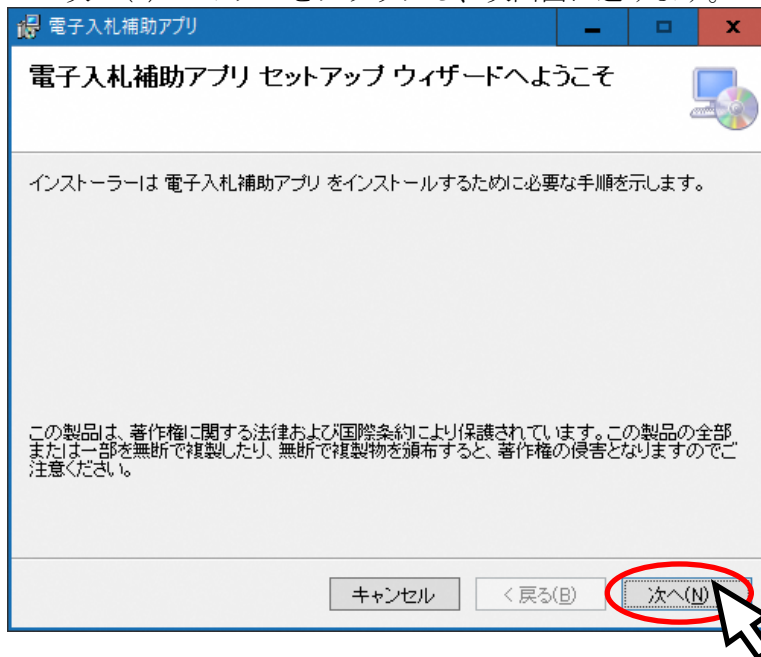 電子入札補助アプリ
電子入札補助アプリ セットアップ ウィザードへようこそ
インストーラーは 電子入札補助アプリ をインストールするために必要な手順を示します。
この製品は、著作権に関する法律および国際条約により保護されています。この製品の全部
または一部を無断で複製したり、無断で複製物を頒布すると、著作権の侵害となりますのでご
注意ください。
キャンセル
< 戻る(B)
次へ(N)